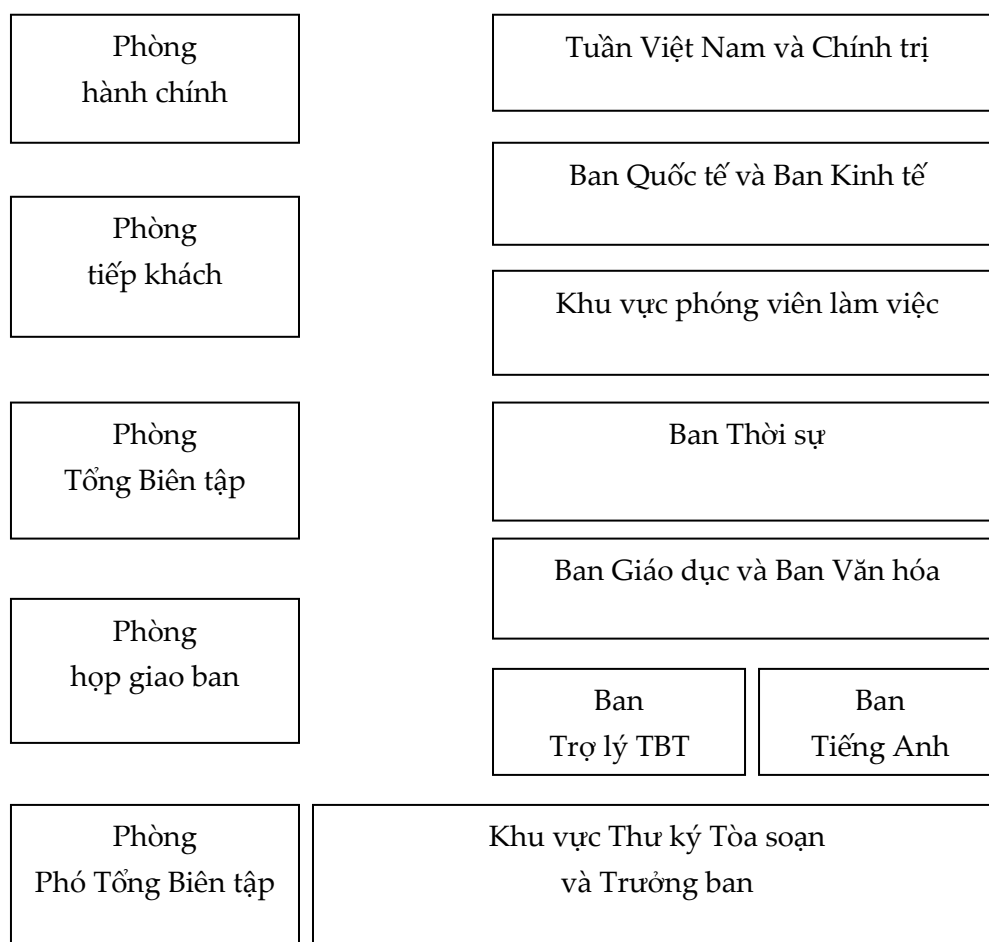 Phòng
hành chính
Tuần Việt Nam và Chính trị
Ban Quốc tế và Ban Kinh tế
Phòng
tiếp khách
Khu vực phóng viên làm việc
Phòng
Tổng Biên tập
Ban Thời sự
Ban Giáo dục và Ban Văn hóa
Phòng
họp giao ban
Ban
Trợ lý TBT
Ban
Tiếng Anh
Phòng
Phó Tổng Biên tập
Khu vực Thư ký Tòa soạn
và Trưởng ban